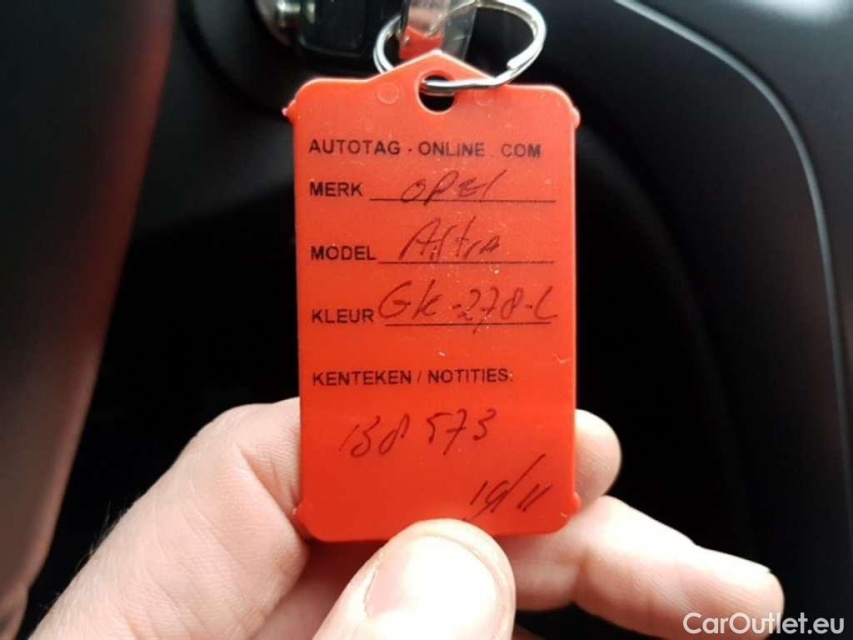 AUTOTAG - ONLINE . COM
MERK OPEl
MODEL Astra
KLEUR Gk-278-L
KENTEKEN / NOTITIES:
138573
19/11
CarOutlet.eu